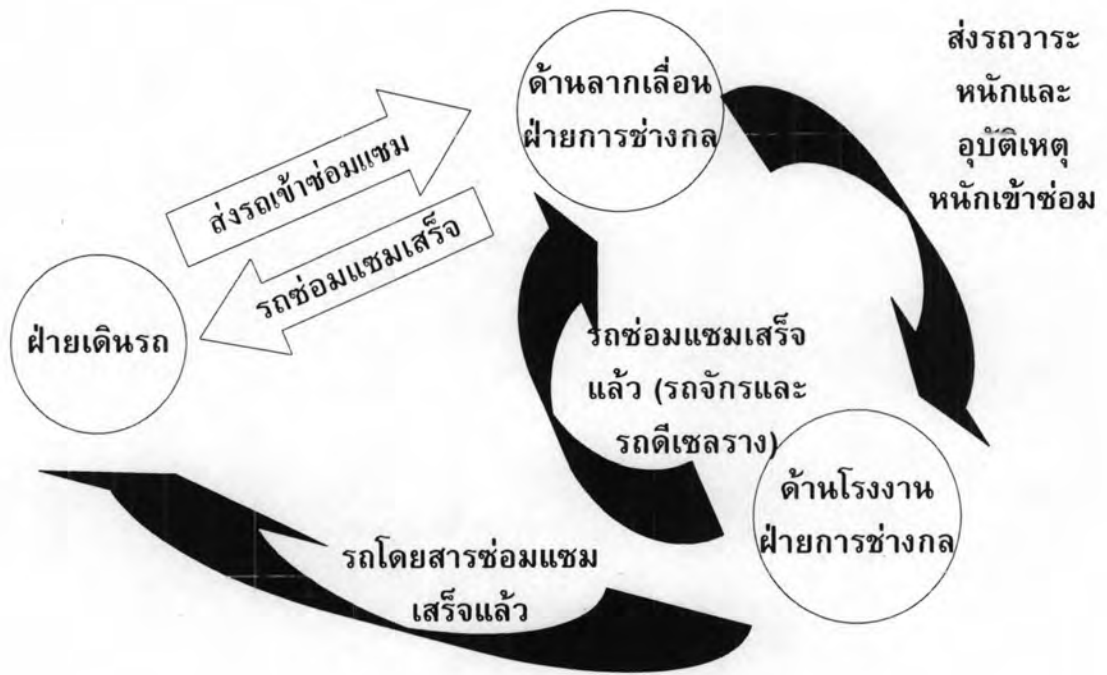 ส่งรถวาระ
หนักและ
อุบัติเหตุ
หนักเข้าซ่อม
ด้านลากเลื่อน
ฝ่ายการช่างกล
ส่งรถเข้าซ่อมแซม
รถซ่อมแซมเสร็จ
ฝ่ายเดินรถ
รถซ่อมแซมเสร็จ
แล้ว (รถจักรและ
รถดีเซลราง)
ด้านโรงงาน
ฝ่ายการช่างกล
รถโดยสารซ่อมแซม
เสร็จแล้ว